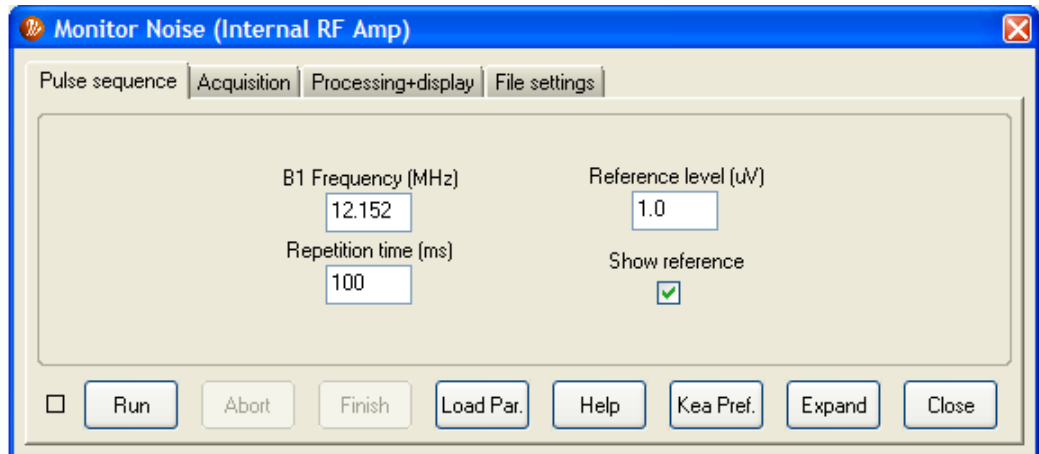 Monitor Noise (Internal RF Amp)
Pulse sequence Acquisition Processing+display File settings
B1 Frequency (MHz) Reference level (uV)
12.152 1.0
Repetition time (ms) Show reference
100
Run Abort Finish Load Par. Help Kea Pref. Expand Close